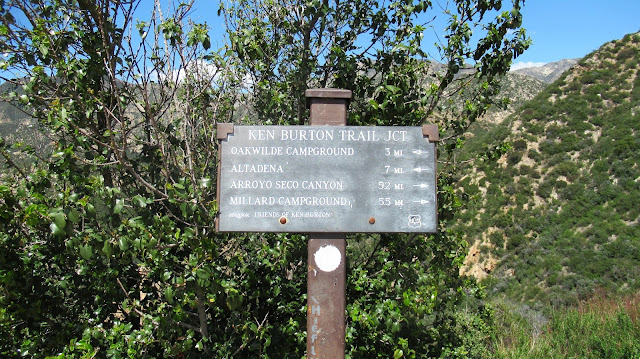 KEN BURTON TRAIL JCT
OAKWILDE CAMPGROUND 3 MI
ALTADENA 7 MI
ARROYO SECO CANYON 5.2 MI
MILLARD CAMPGROUND 5.5 MI
FRIENDS OF KEN BURTON